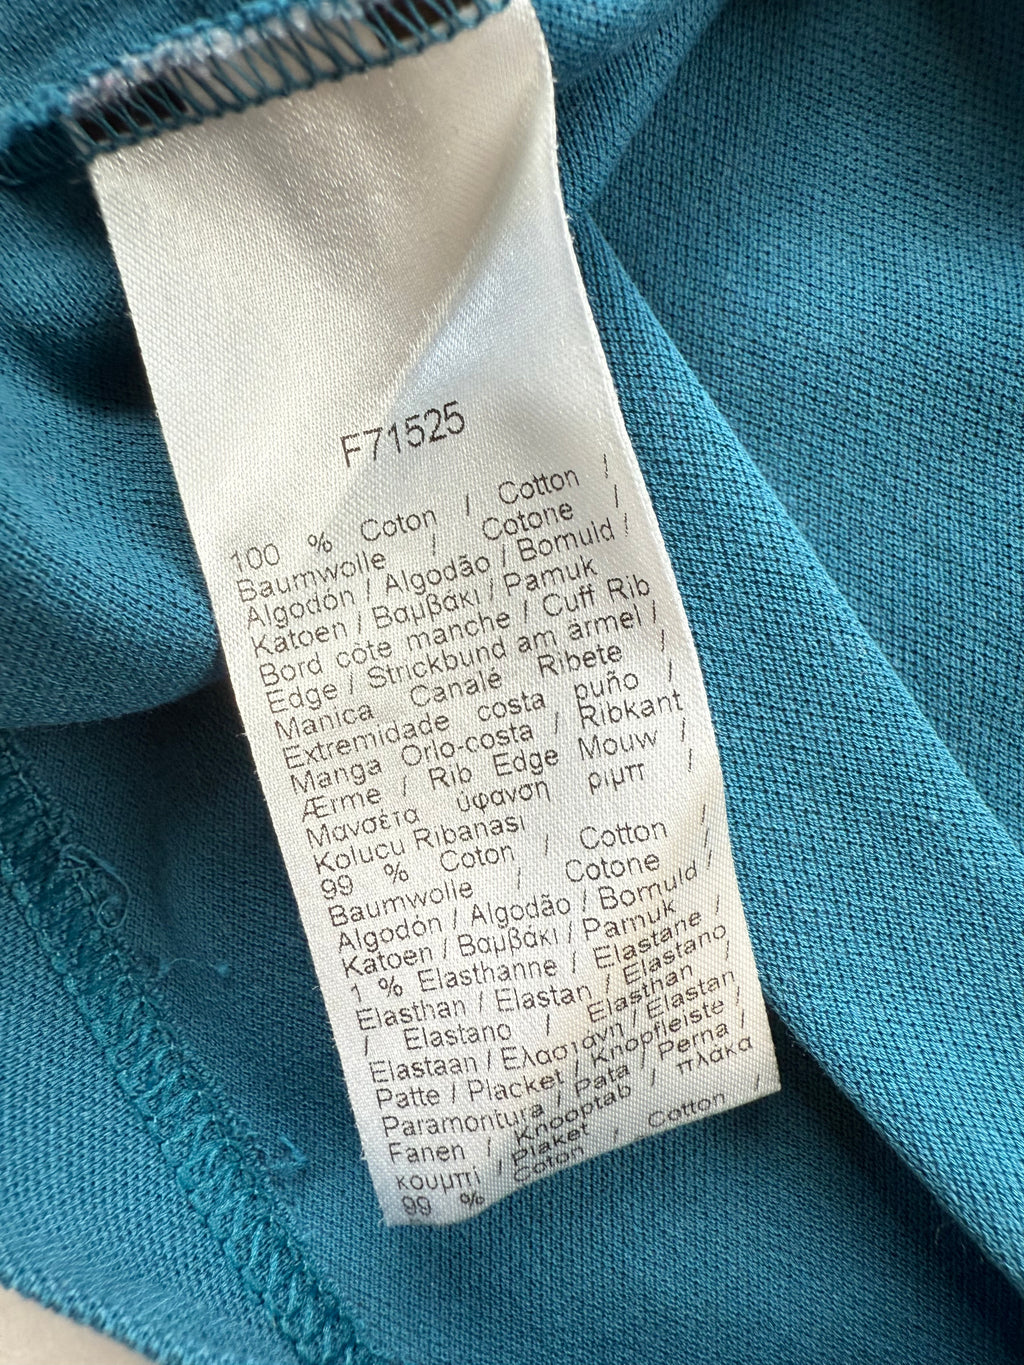 F71525
100 % Coton / Cotton /
Baumwolle / Cotone /
Algodón / Algodão / Bomuld /
Katoen / Βαμβάκι / Pamuk
Bord côte manche / Cuff Rib
Edge / Strickbund am armel /
Manica Canalé Ribete /
Extremidade costa puño /
Manga Orlo-costa / Ribkant
Ærme / Rib Edge Mouw /
Μανσέτα ύφανση ριμπ /
Kolucu Ribanasi
99 % Coton / Cotton /
Baumwolle / Cotone /
Algodón / Algodão / Bomuld /
Katoen / Βαμβάκι / Pamuk
1 % Elasthanne / Elastane /
Elasthan / Elastan / Elastano
/ Elastano / Elasthan /
Elastaan / Ελαστάνη / Elastan
Patte / Placket / Knopfleiste /
Paramontura / Pata / Perna /
Fanen / Knooptab / πλάκα
κουμπί / Plaket / Cotton /
99 % Coton